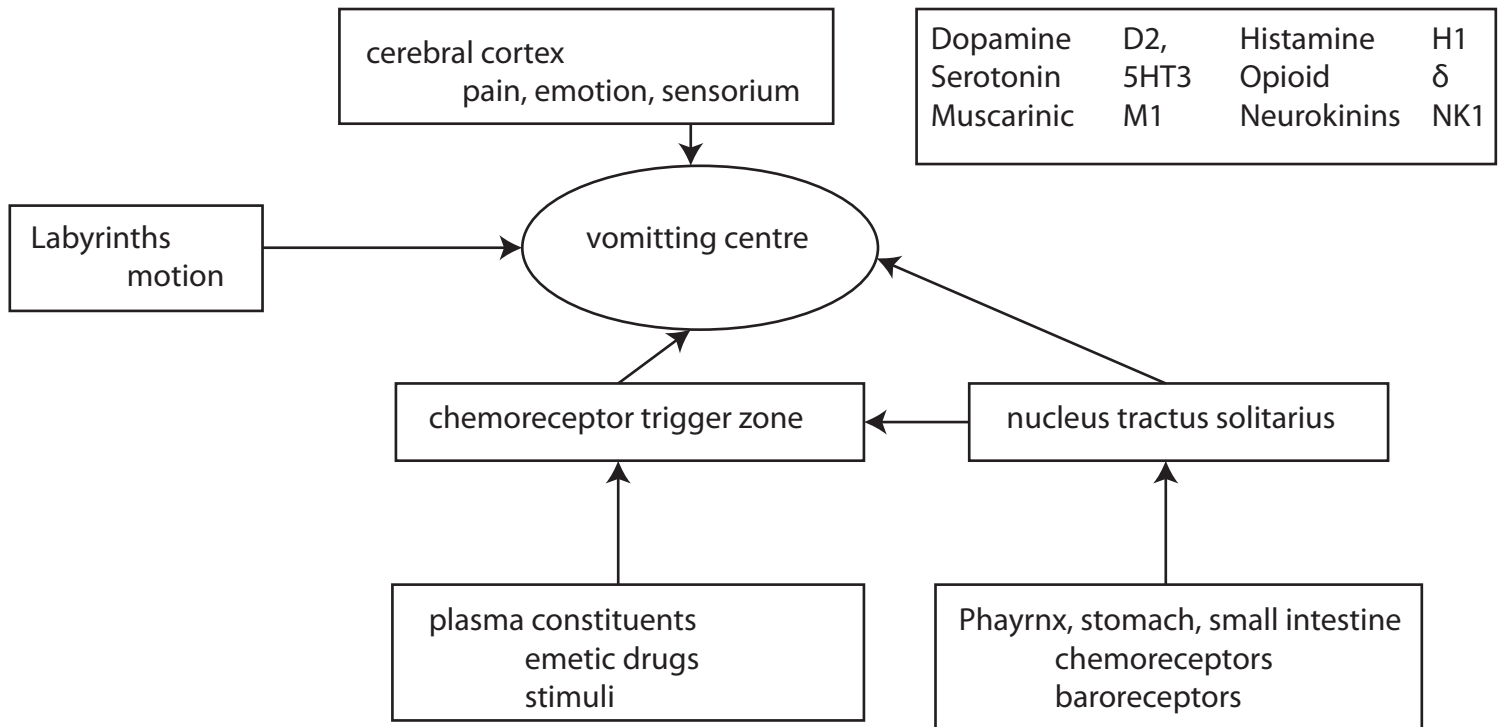 cerebral cortex
pain, emotion, sensorium
Dopamine D2, Histamine H1
Serotonin 5HT3 Opioid δ
Muscarinic M1 Neurokinins NK1
Labyrinths
motion
vomitting centre
chemoreceptor trigger zone
nucleus tractus solitarius
plasma constituents
emetic drugs
stimuli
Phayrnx, stomach, small intestine
chemoreceptors
baroreceptors